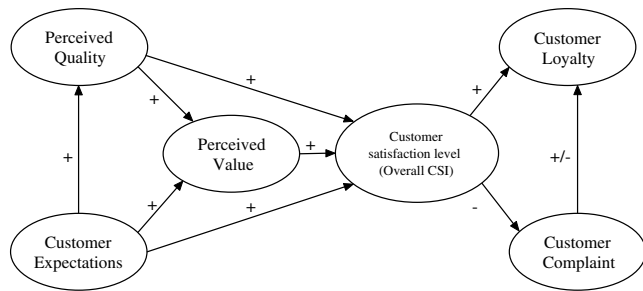 Perceived
Quality
Customer
Loyalty
+
+
+
Perceived
Value
+
Customer
satisfaction level
(Overall CSI)
+
+/-
+
+
-
Customer
Expectations
Customer
Complaint